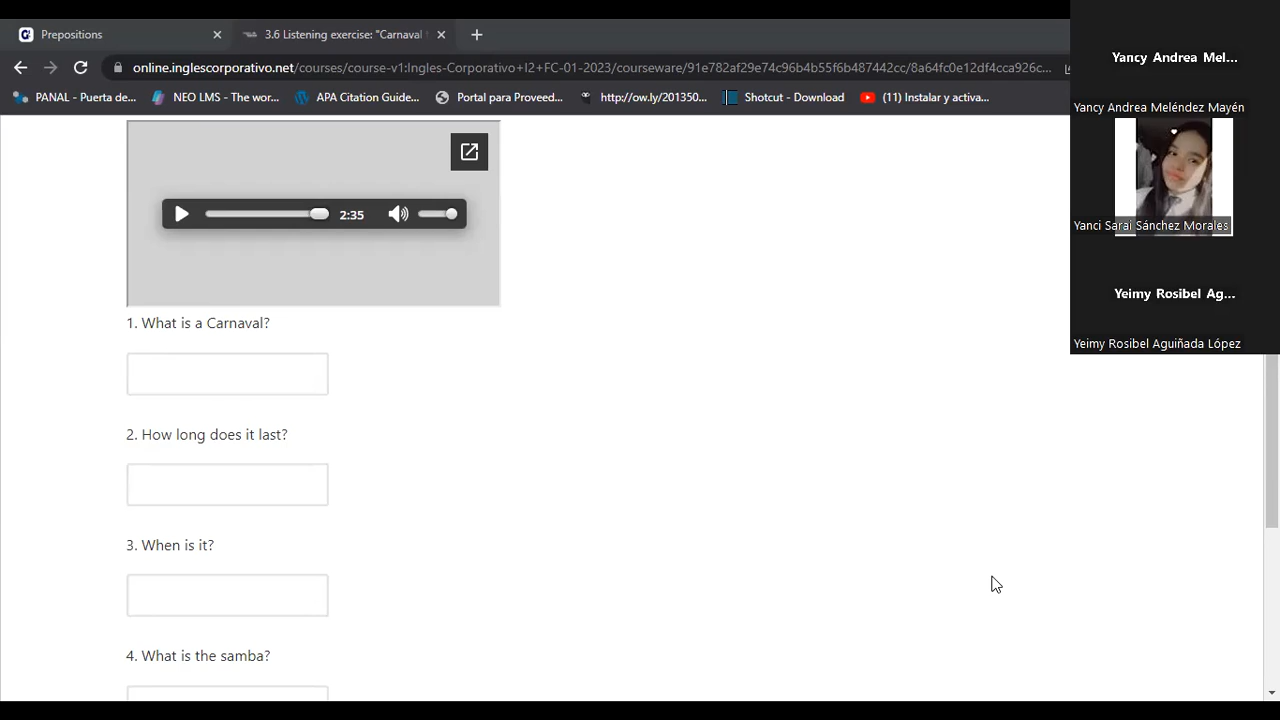 Prepositions
3.6 Listening exercise: "Carnaval
online.inglescorporativo.net/courses/course-v1:Ingles-Corporativo+I2+FC-01-2023/courseware/91e782af29e74c96b4b55f6b487442cc/8a64fc0e12df4cca926c...
PANAL - Puerta de...
NEO LMS - The wor...
APA Citation Guide...
Portal para Proveed...
http://ow.ly/201350...
Shotcut - Download
(11) Instalar y activa...
2:35
1. What is a Carnaval?
2. How long does it last?
3. When is it?
4. What is the samba?
Yancy Andrea Mel...
Yancy Andrea Meléndez Mayén
Yanci Sarai Sánchez Morales
Yeimy Rosibel Ag...
Yeimy Rosibel Aguiñada López